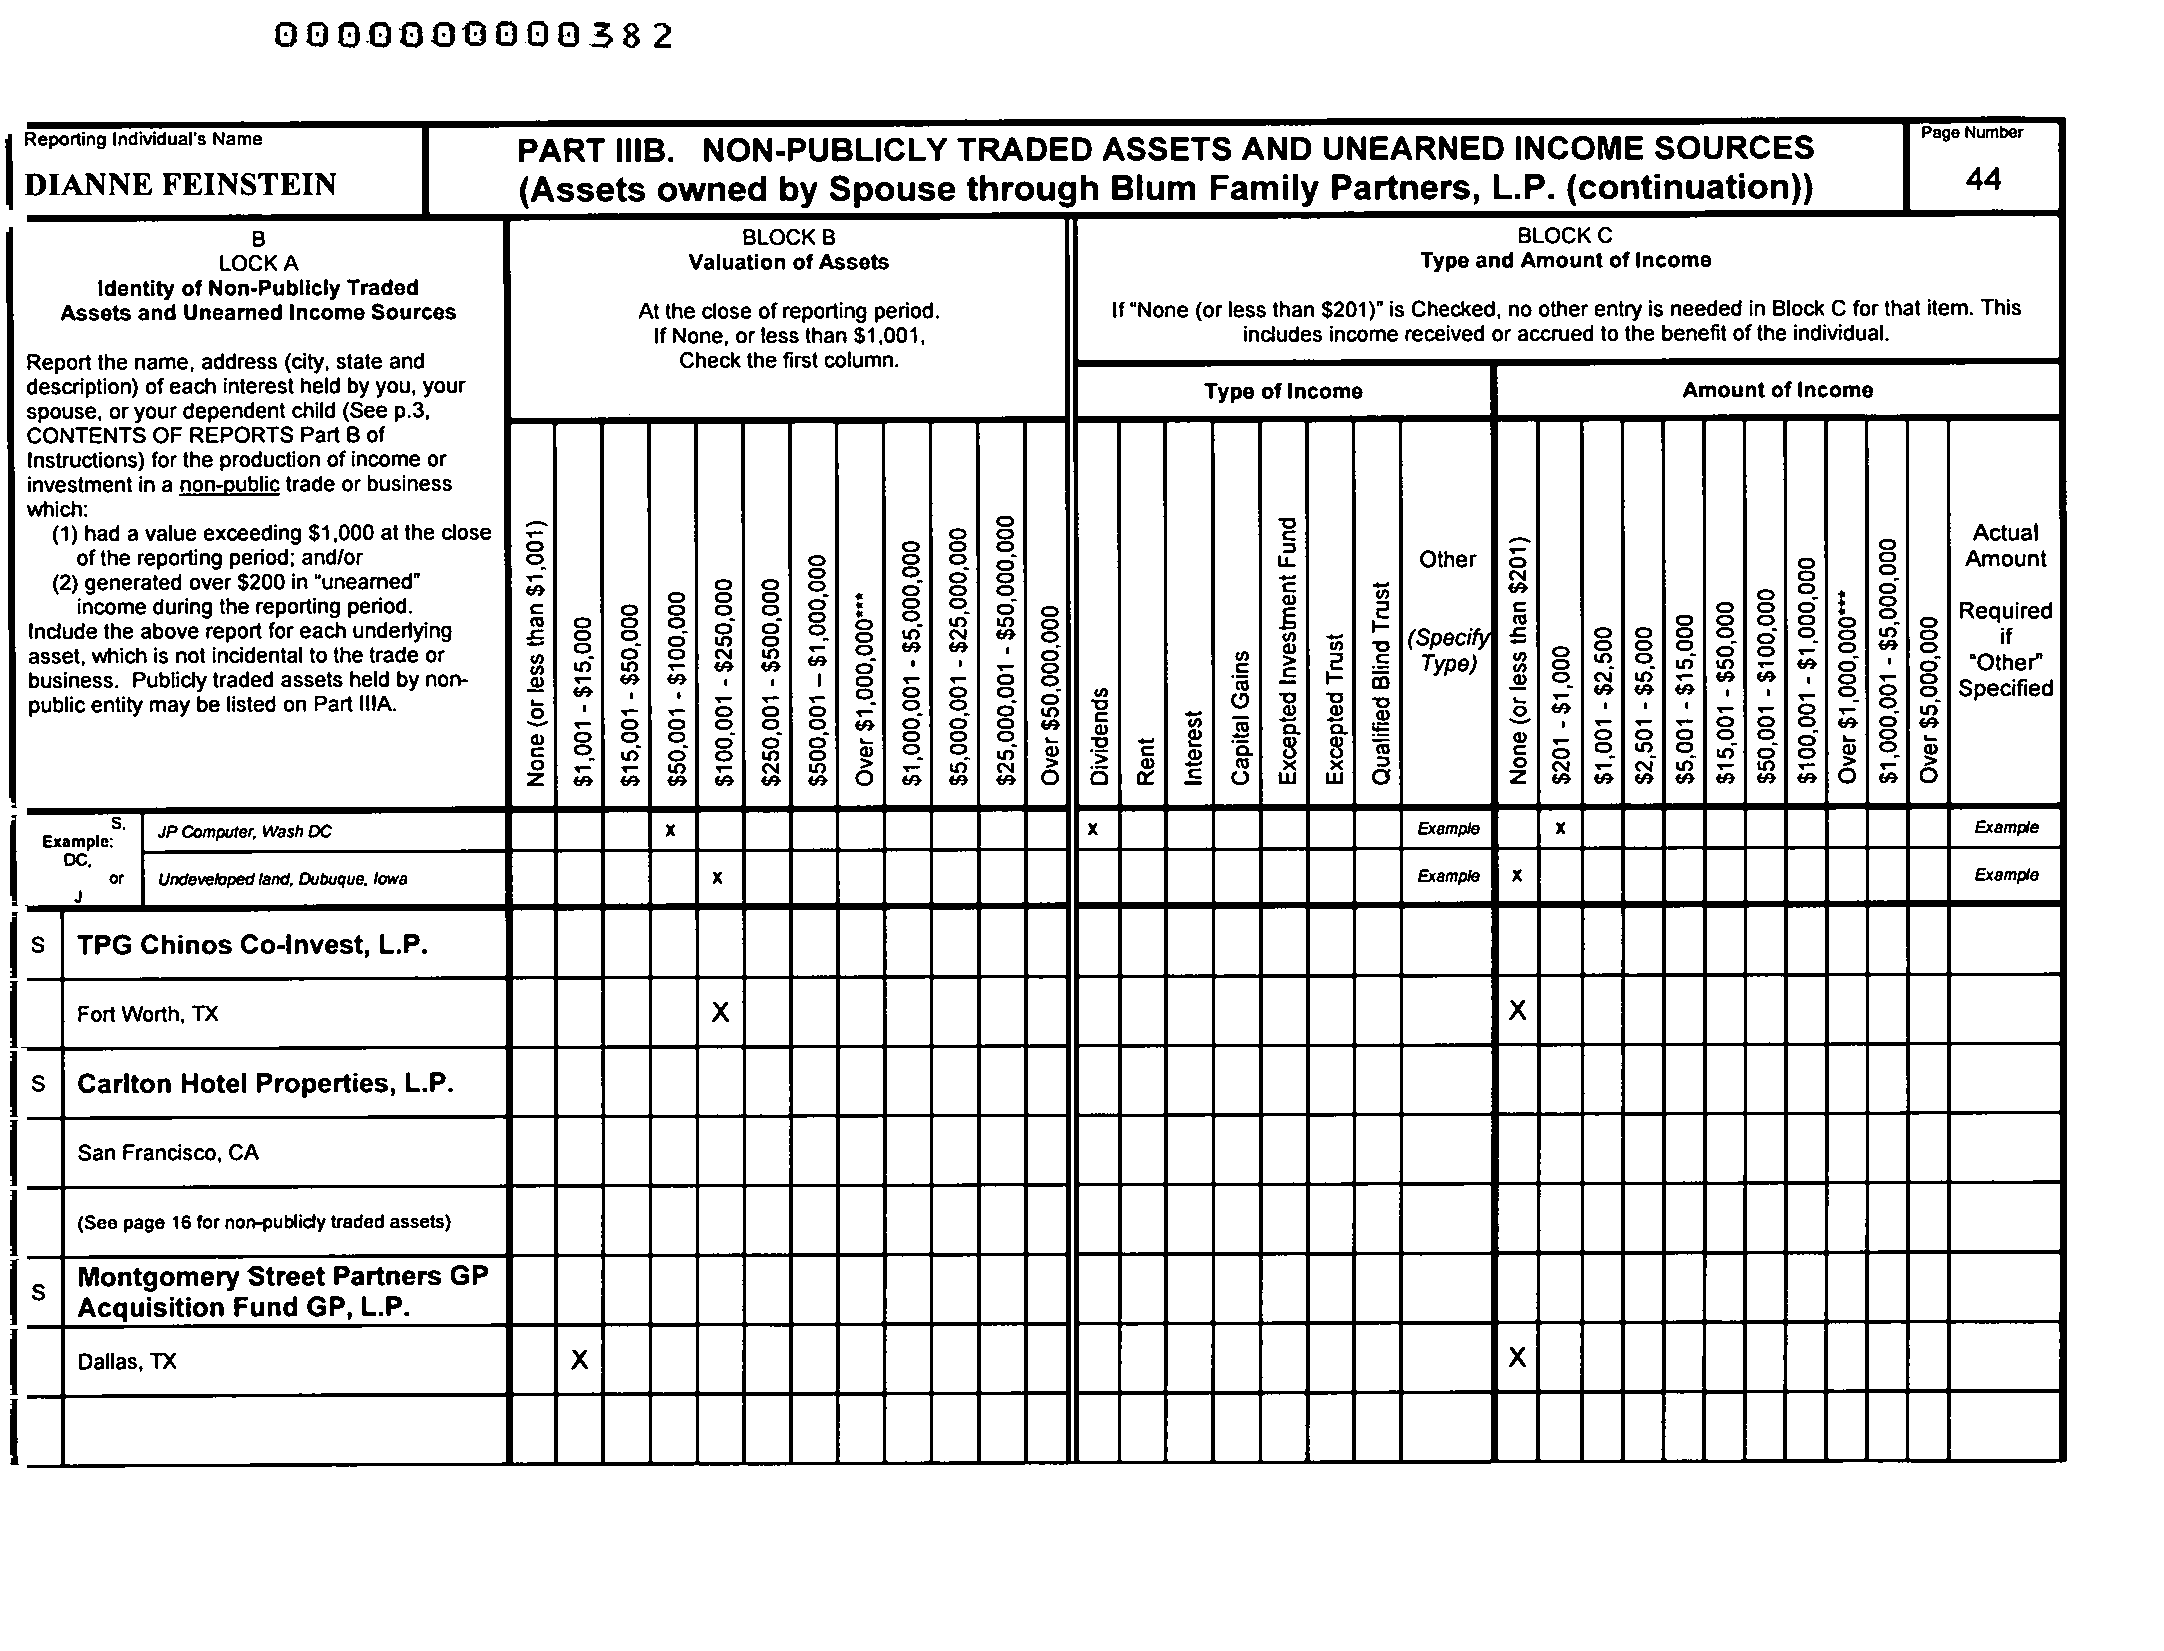 0000000000382
Reporting Individual's Name
DIANNE FEINSTEIN
PART IIIB. NON-PUBLICLY TRADED ASSETS AND UNEARNED INCOME SOURCES
(Assets owned by Spouse through Blum Family Partners, L.P. (continuation))
Page Number
44
B
LOCK A
Identity of Non-Publicly Traded
Assets and Unearned Income Sources
Report the name, address (city, state and
description) of each interest held by you, your
spouse, or your dependent child (See p.3,
CONTENTS OF REPORTS Part B of
Instructions) for the production of income or
investment in a non-public trade or business
which:
(1) had a value exceeding $1,000 at the close
of the reporting period; and/or
(2) generated over $200 in "unearned"
income during the reporting period.
Include the above report for each underlying
asset, which is not incidental to the trade or
business. Publicly traded assets held by non-
public entity may be listed on Part IIIA.
BLOCK B
Valuation of Assets
At the close of reporting period.
If None, or less than $1,001,
Check the first column.
None (or less than $1,001)
$1,001 - $15,000
$15,001 - $50,000
$50,001 - $100,000
$100,001 - $250,000
$250,001 - $500,000
$500,001 – $1,000,000
Over $1,000,000***
$1,000,001 - $5,000,000
$5,000,001 - $25,000,000
$25,000,001 - $50,000,000
Over $50,000,000
BLOCK C
Type and Amount of Income
If "None (or less than $201)" is Checked, no other entry is needed in Block C for that item. This
includes income received or accrued to the benefit of the individual.
Type of Income
Dividends
Rent
Interest
Capital Gains
Excepted Investment Fund
Excepted Trust
Qualified Blind Trust
Other
(Specify
Type)
Amount of Income
None (or less than $201)
$201 - $1,000
$1,001 - $2,500
$2,501 - $5,000
$5,001 - $15,000
$15,001 - $50,000
$50,001 - $100,000
$100,001 - $1,000,000
Over $1,000,000***
$1,000,001 - $5,000,000
Over $5,000,000
Actual
Amount
Required
if
"Other"
Specified
S,
Example:
DC,
or
J
JP Computer, Wash DC x x Example x Example
Undeveloped land, Dubuque, Iowa x Example x Example
S TPG Chinos Co-Invest, L.P.
Fort Worth, TX X X
S Carlton Hotel Properties, L.P.
San Francisco, CA
(See page 16 for non-publicly traded assets)
S Montgomery Street Partners GP
Acquisition Fund GP, L.P.
Dallas, TX X X